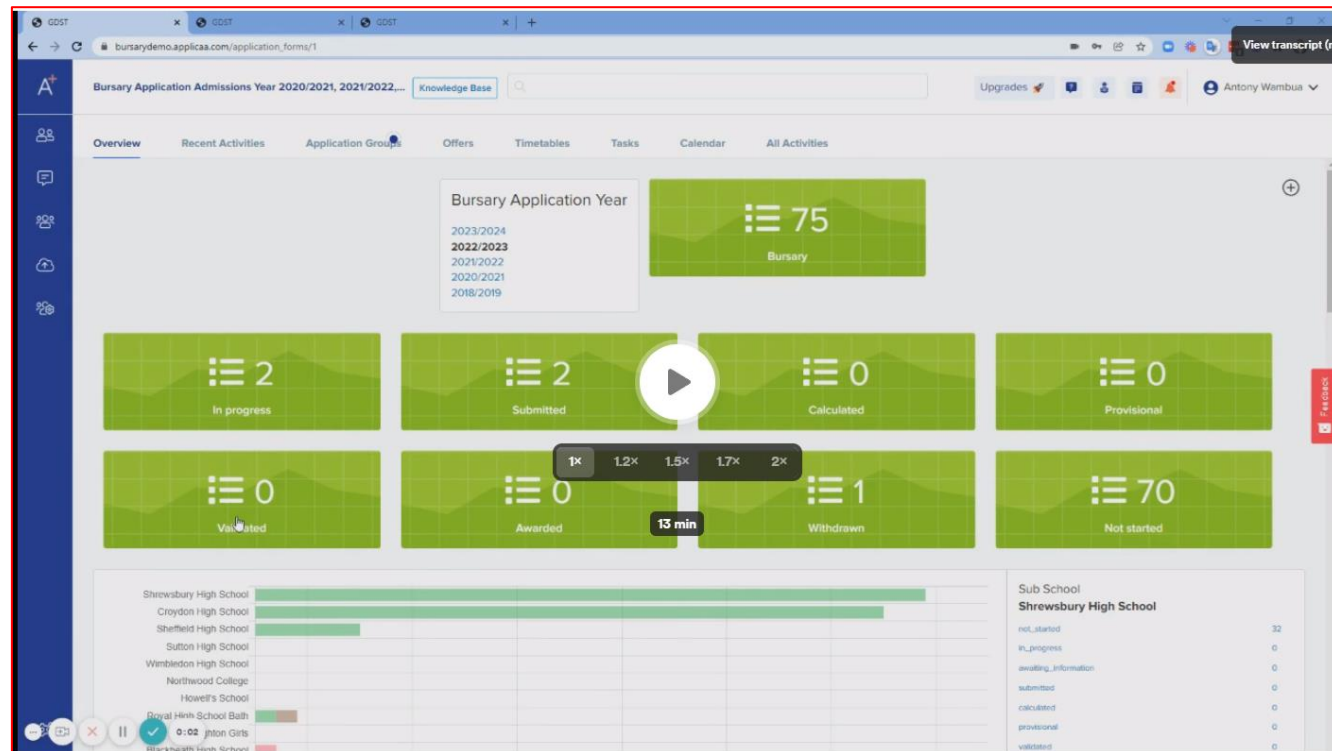 GDST
GDST
GDST
bursarydemo.applicaa.com/application_forms/1
View transcript (
A+
Bursary Application Admissions Year 2020/2021, 2021/2022,...
Knowledge Base
Upgrades
Antony Wambua
Overview Recent Activities Application Groups Offers Timetables Tasks Calendar All Activities
Bursary Application Year
2023/2024
2022/2023
2021/2022
2020/2021
2018/2019
75
Bursary
2
In progress
2
Submitted
0
Calculated
0
Provisional
0
Validated
0
Awarded
1
Withdrawn
70
Not started
1× 1.2× 1.5× 1.7× 2×
13 min
Feedback
Shrewsbury High School
Croydon High School
Sheffield High School
Sutton High School
Wimbledon High School
Northwood College
Howell's School
Royal High School Bath
Girls
Blackheath High School
0:02
Sub School
Shrewsbury High School
not_started 32
in_progress 0
awaiting_information 0
submitted 0
calculated 0
provisional 0
validated 0